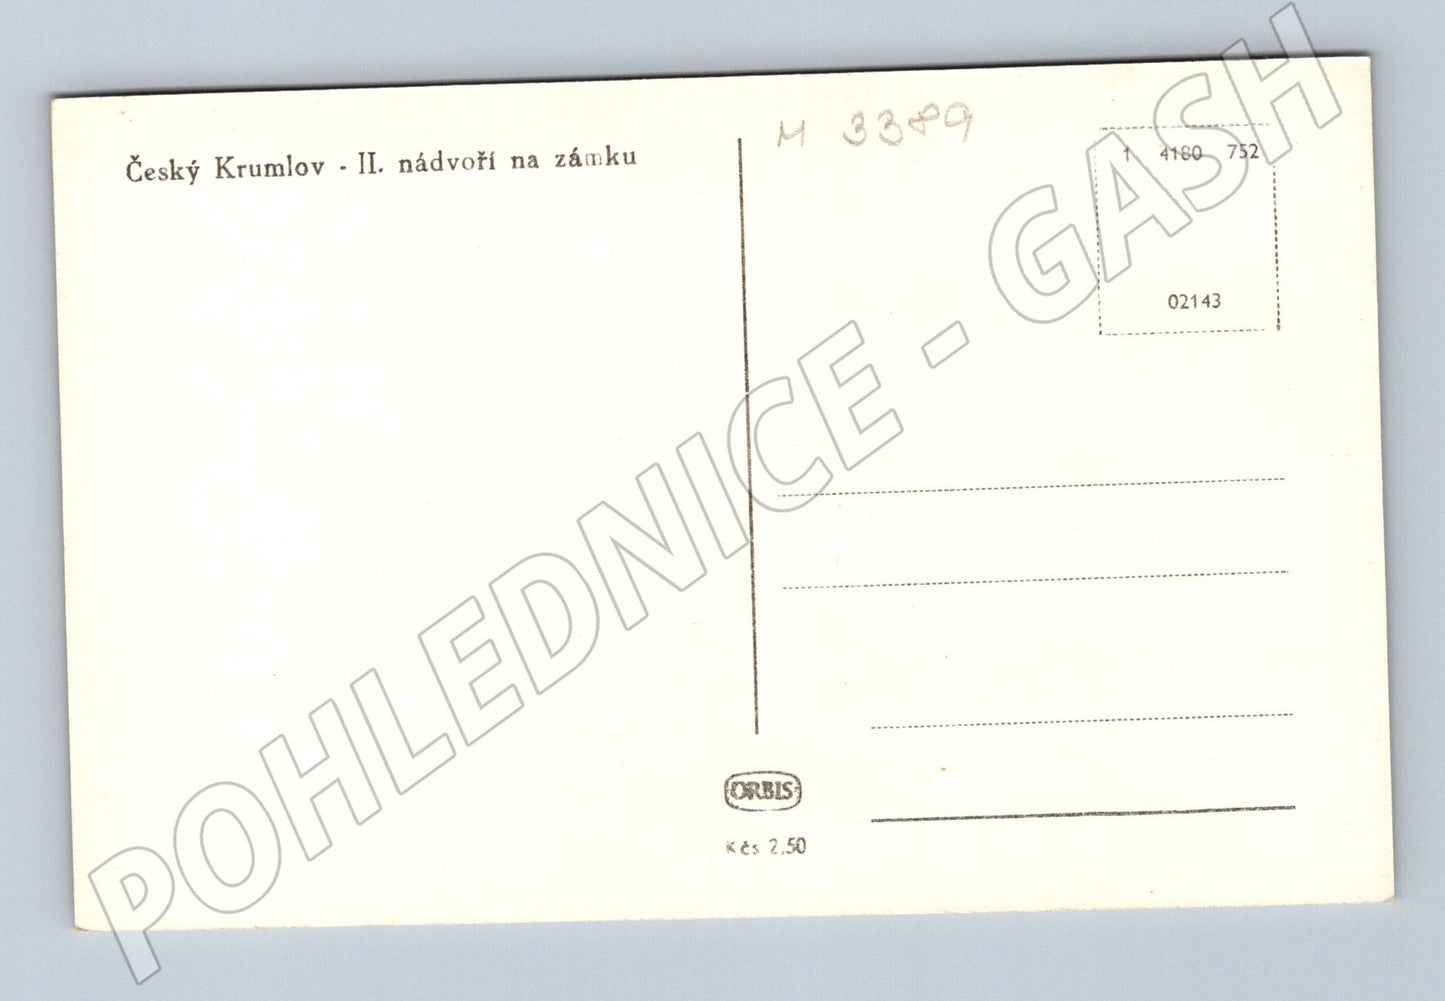 Český Krumlov - II. nádvoří na zámku
M 3389
1 4180 752
02143
ORBIS
Kčs 2,50
POHLEDNICE - GASH